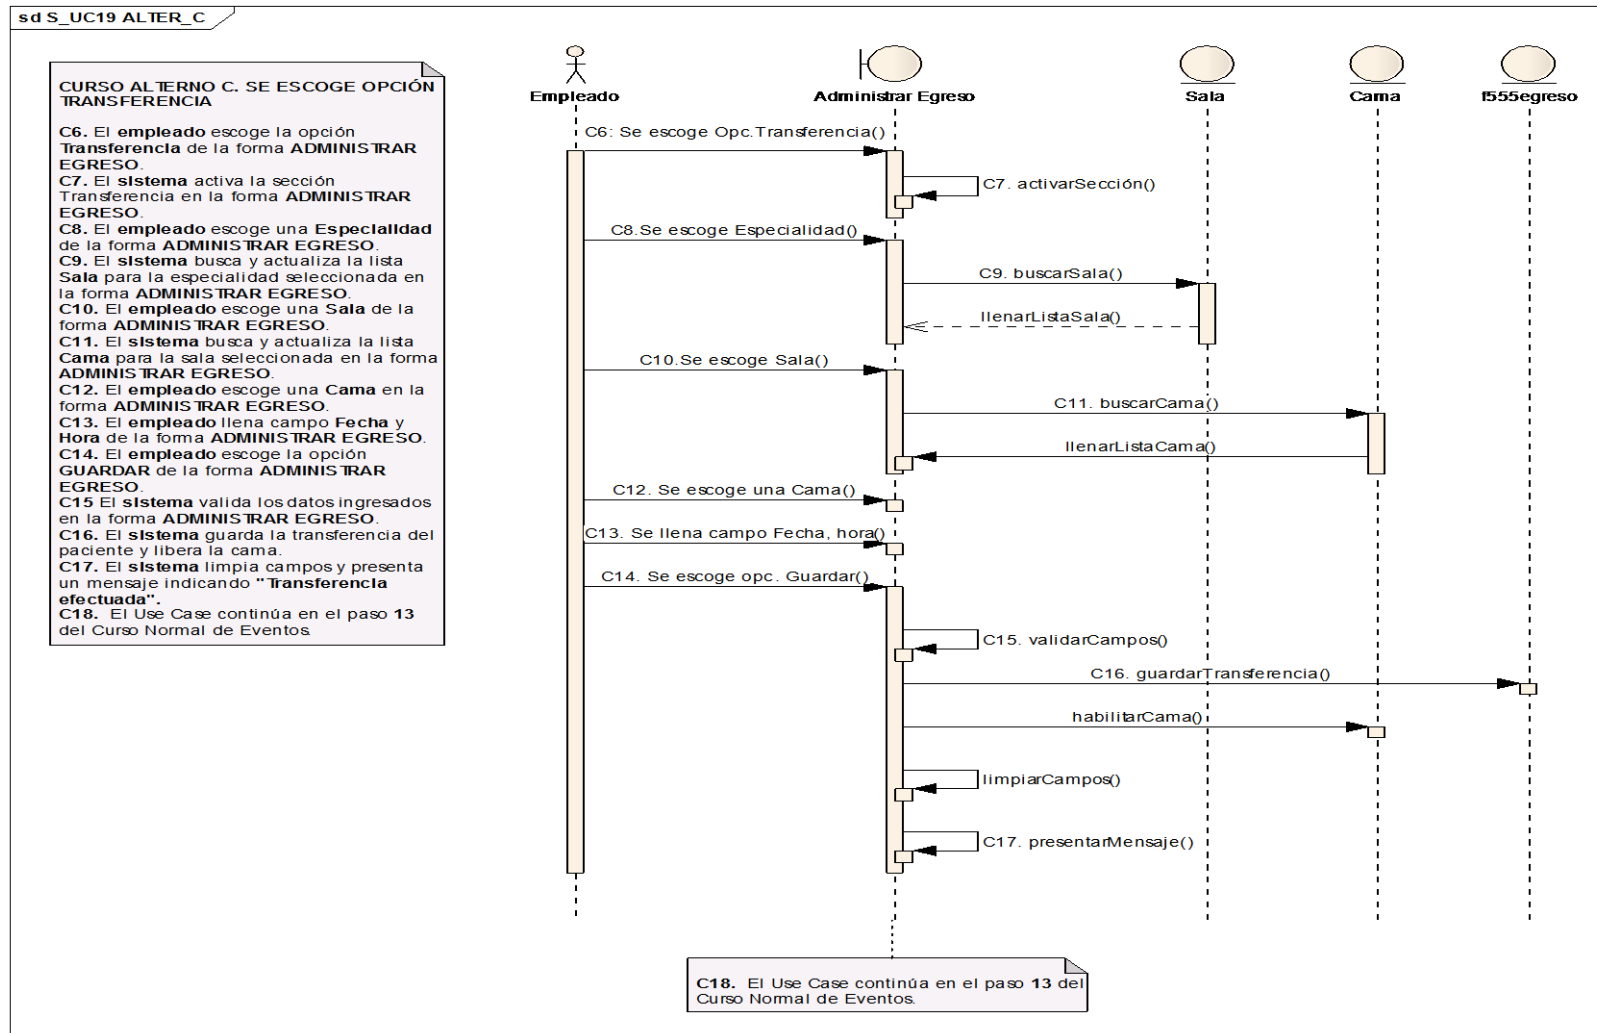 sd S_UC19 ALTER_C
CURSO ALTERNO C. SE ESCOGE OPCIÓN
TRANSFERENCIA
C6. El empleado escoge la opción
Transferencia de la forma ADMINISTRAR
EGRESO.
C7. El sistema activa la sección
Transferencia en la forma ADMINISTRAR
EGRESO.
C8. El empleado escoge una Especialidad
de la forma ADMINISTRAR EGRESO.
C9. El sistema busca y actualiza la lista
Sala para la especialidad seleccionada en
la forma ADMINISTRAR EGRESO.
C10. El empleado escoge una Sala de la
forma ADMINISTRAR EGRESO.
C11. El sistema busca y actualiza la lista
Cama para la sala seleccionada en la forma
ADMINISTRAR EGRESO.
C12. El empleado escoge una Cama en la
forma ADMINISTRAR EGRESO.
C13. El empleado llena campo Fecha y
Hora de la forma ADMINISTRAR EGRESO.
C14. El empleado escoge la opción
GUARDAR de la forma ADMINISTRAR
EGRESO.
C15 El sistema valida los datos ingresados
en la forma ADMINISTRAR EGRESO.
C16. El sistema guarda la transferencia del
paciente y libera la cama.
C17. El sistema limpia campos y presenta
un mensaje indicando "Transferencia
efectuada".
C18. El Use Case continúa en el paso 13
del Curso Normal de Eventos.
Empleado
Administrar Egreso
Sala
Cama
f555egreso
C6: Se escoge Opc.Transferencia()
C7. activarSección()
C8.Se escoge Especialidad()
C9. buscarSala()
llenarListaSala()
C10.Se escoge Sala()
C11. buscarCama()
llenarListaCama()
C12. Se escoge una Cama()
C13. Se llena campo Fecha, hora()
C14. Se escoge opc. Guardar()
C15. validarCampos()
C16. guardarTransferencia()
habilitarCama()
limpiarCampos()
C17. presentarMensaje()
C18. El Use Case continúa en el paso 13 del
Curso Normal de Eventos.